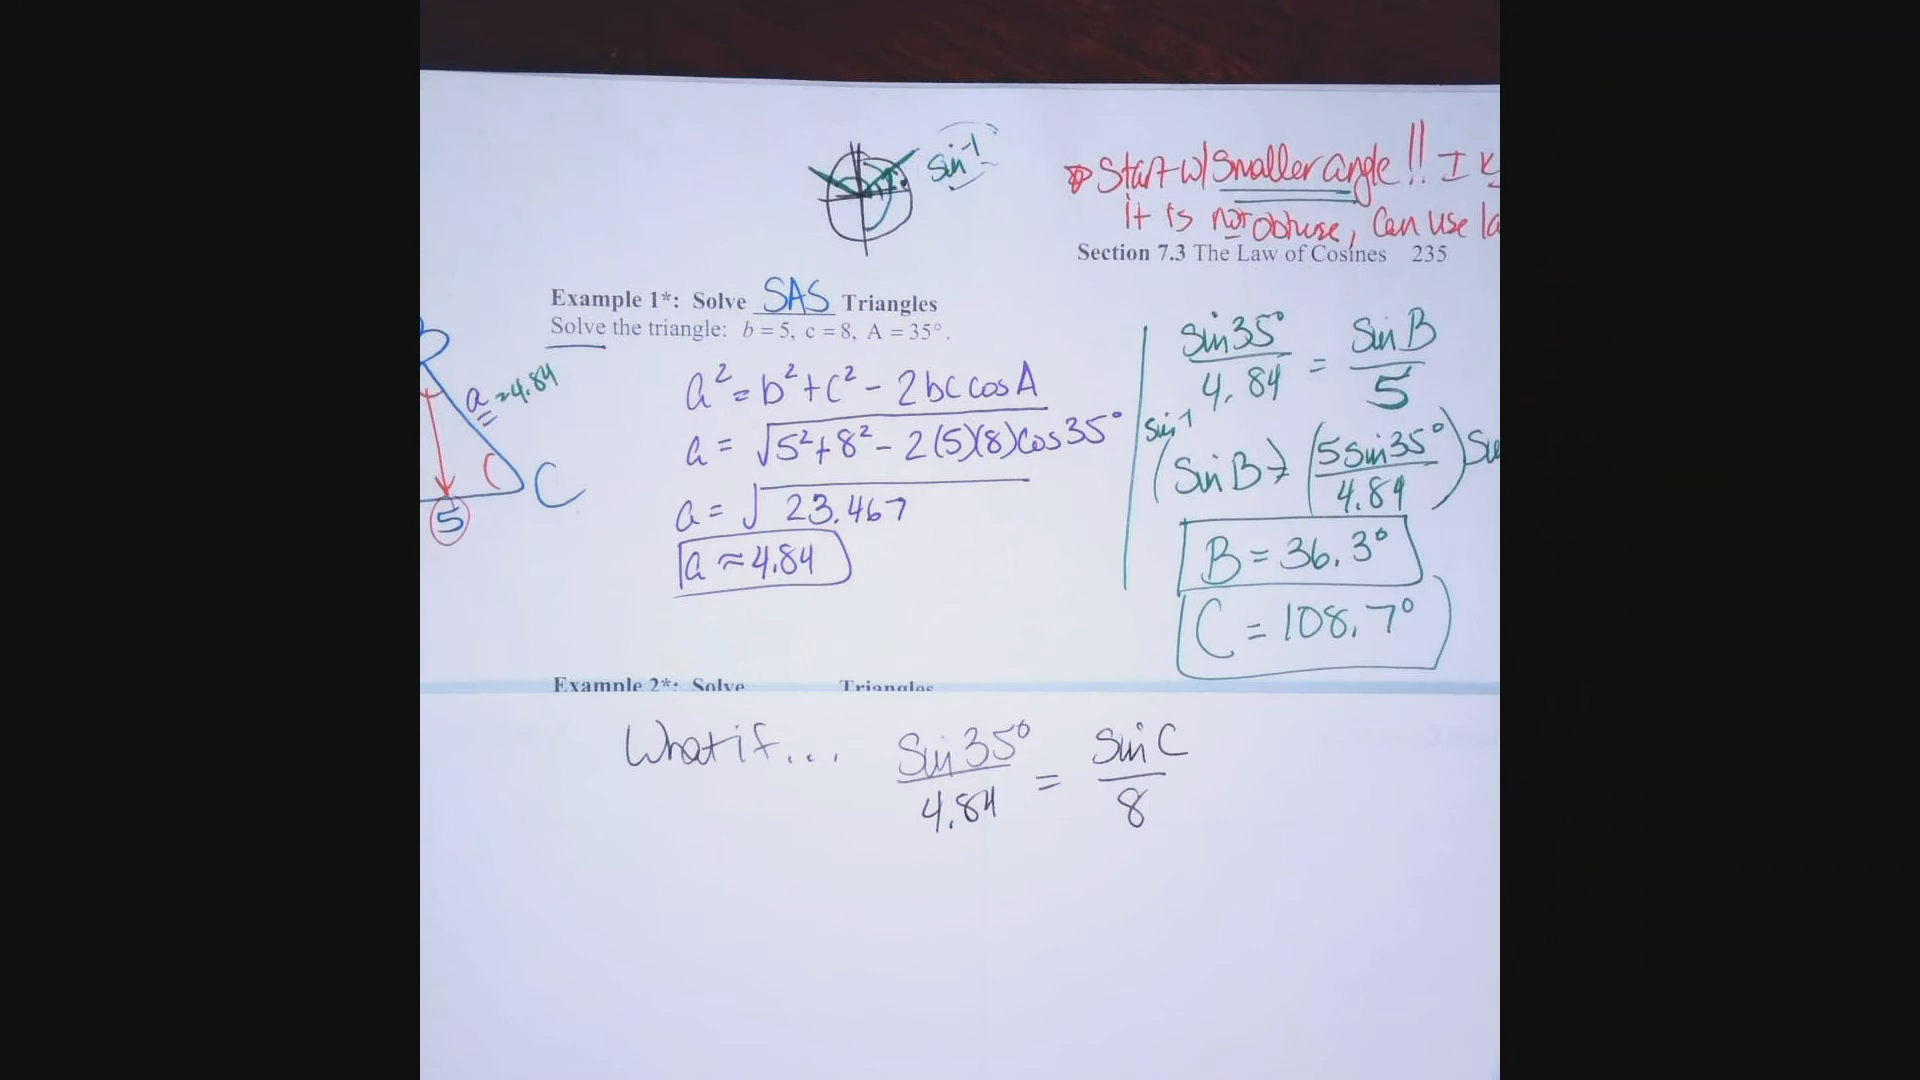 sin⁻¹
Start w/ smaller angle!! I K
it is not obtuse, can use la
Section 7.3 The Law of Cosines 235
Example 1*: Solve SAS Triangles
Solve the triangle: b = 5, c = 8, A = 35°.
B
a ≈ 4.84
C
5
a² = b² + c² - 2bc cos A
a = √5² + 8² - 2(5)(8)cos 35°
a = √23.467
a ≈ 4.84
sin 35° / 4.84 = sin B / 5
sin⁻¹ (sin B) = (5 sin 35° / 4.84)
B = 36.3°
C = 108.7°
Example 2*: Solve Triangles
What if... sin 35° / 4.84 = sin C / 8